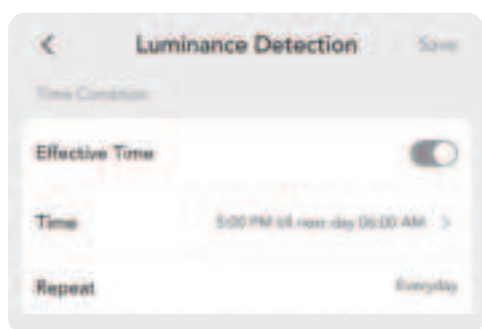 Luminance Detection Save
Time Condition
Effective Time
Time 5:00 PM till next day 06:00 AM
Repeat Everyday